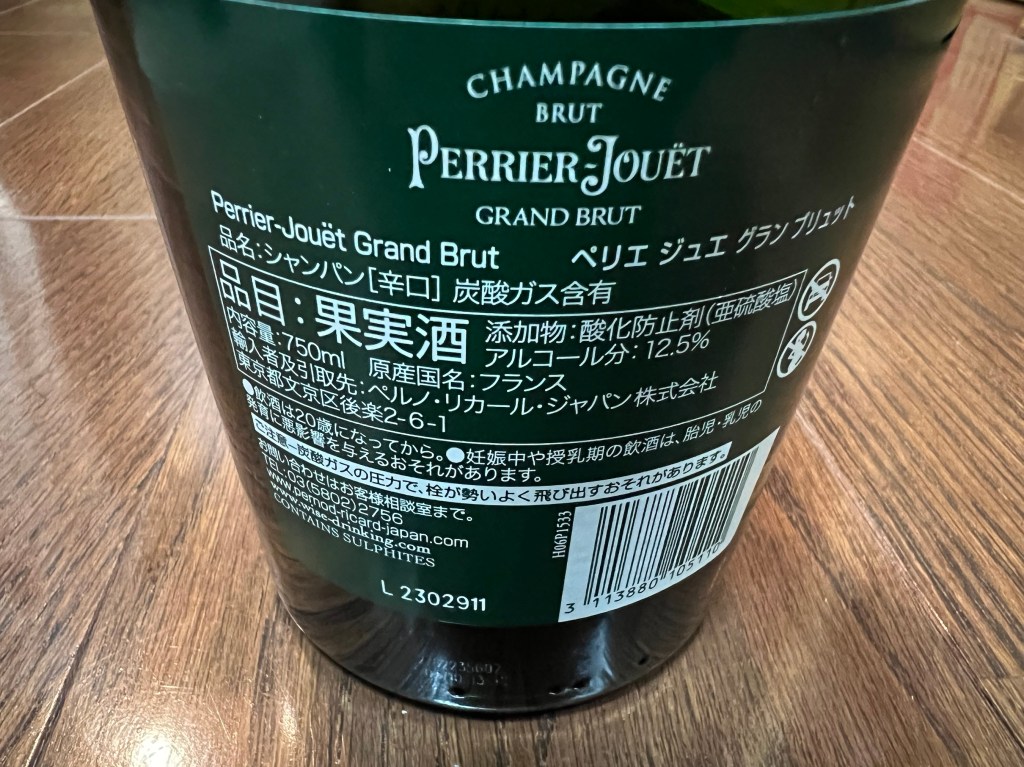 CHAMPAGNE
BRUT
PERRIER-JOUËT
GRAND BRUT
Perrier-Jouët Grand Brut ペリエ ジュエ グラン ブリュット
品名:シャンパン[辛口] 炭酸ガス含有
品目:果実酒 添加物:酸化防止剤(亜硫酸塩)
アルコール分:12.5%
内容量:750ml 原産国名:フランス
輸入者及引取先:ペルノ・リカール・ジャパン株式会社
東京都文京区後楽2-6-1
●飲酒は20歳になってから。●妊娠中や授乳期の飲酒は、胎児・乳児の
発育に悪影響を与えるおそれがあります。
ご注意-炭酸ガスの圧力で、栓が勢いよく飛び出すおそれがあります。
お問い合わせはお客様相談室まで。
TEL:03(5802)2756
www.pernod-ricard-japan.com
www.wise-drinking.com
CONTAINS SULPHITES
L 2302911
H06P1533
3 113880 105110